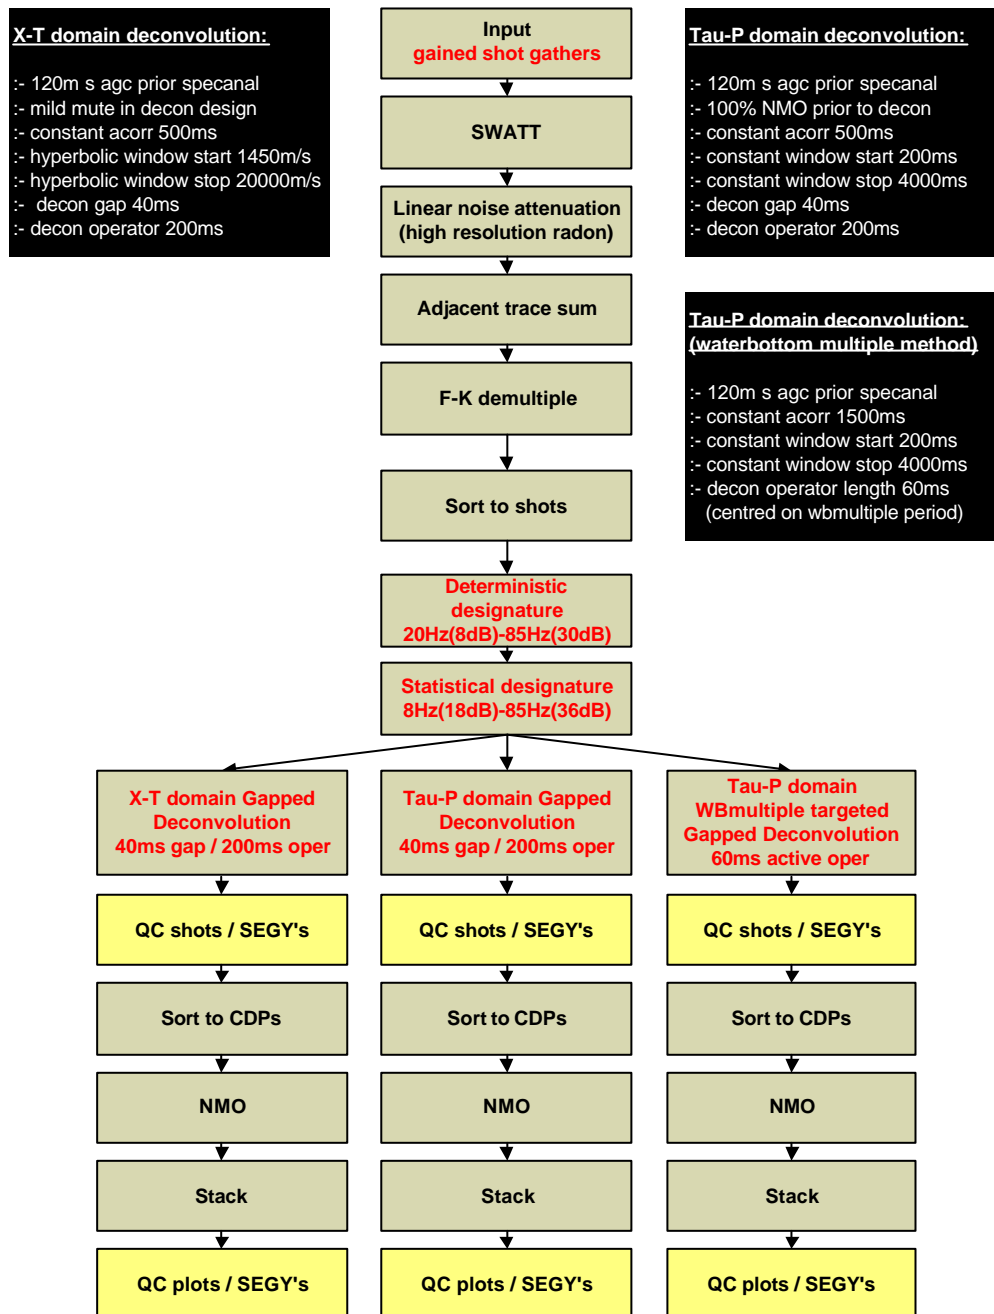 X-T domain deconvolution:
:- 120m s agc prior specanal
:- mild mute in decon design
:- constant acorr 500ms
:- hyperbolic window start 1450m/s
:- hyperbolic window stop 20000m/s
:-  decon gap 40ms
:- decon operator 200ms
Input
gained shot gathers
SWATT
Linear noise attenuation
(high resolution radon)
Adjacent trace sum
F-K demultiple
Sort to shots
Deterministic
designature
20Hz(8dB)-85Hz(30dB)
Statistical designature
8Hz(18dB)-85Hz(36dB)
Tau-P domain deconvolution:
:- 120m s agc prior specanal
:- 100% NMO prior to decon
:- constant acorr 500ms
:- constant window start 200ms
:- constant window stop 4000ms
:- decon gap 40ms
:- decon operator 200ms
Tau-P domain deconvolution:
(waterbottom multiple method)
:- 120m s agc prior specanal
:- constant acorr 1500ms
:- constant window start 200ms
:- constant window stop 4000ms
:- decon operator length 60ms
(centred on wbmultiple period)
X-T domain Gapped
Deconvolution
40ms gap / 200ms oper
QC shots / SEGY's
Sort to CDPs
NMO
Stack
QC plots / SEGY's
Tau-P domain Gapped
Deconvolution
40ms gap / 200ms oper
QC shots / SEGY's
Sort to CDPs
NMO
Stack
QC plots / SEGY's
Tau-P domain
WBmultiple targeted
Gapped Deconvolution
60ms active oper
QC shots / SEGY's
Sort to CDPs
NMO
Stack
QC plots / SEGY's